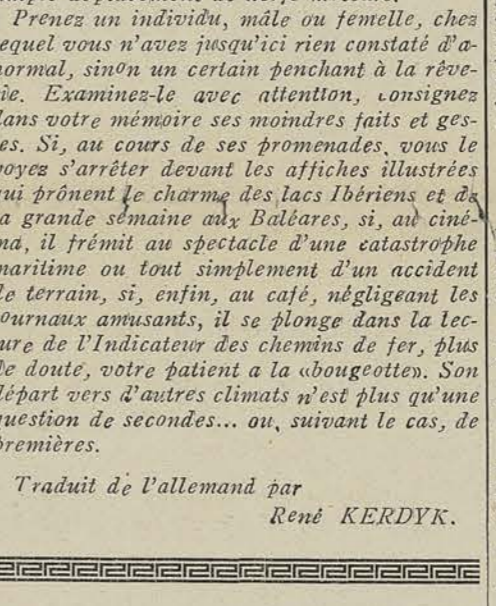 Prenez un individu, mâle ou femelle, chez
equel vous n'avez jusqu'ici rien constaté d'a-
normal, sinon un certain penchant à la rêve-
ie. Examinez-le avec attention, consignez
dans votre mémoire ses moindres faits et ges-
es. Si, au cours de ses promenades, vous le
voyez s'arrêter devant les affiches illustrées
qui prônent le charme des lacs Ibériens et de
a grande semaine aux Baléares, si, au ciné-
ma, il frémit au spectacle d'une catastrophe
maritime ou tout simplement d'un accident
de terrain, si, enfin, au café, négligeant les
journaux amusants, il se plonge dans la lec-
ure de l'Indicateur des chemins de fer, plus
de doute, votre patient a la «bougeotte». Son
départ vers d'autres climats n'est plus qu'une
question de secondes... ou, suivant le cas, de
premières.
Traduit de l'allemand par
René KERDYK.